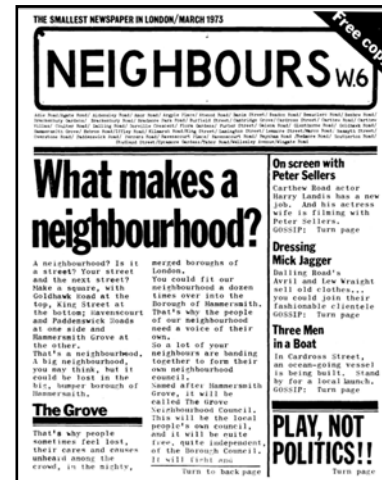 THE SMALLEST NEWSPAPER IN LONDON/MARCH 1973
Free copy
NEIGHBOURS W.6
What makes a
neighbourhood?
A neighbourhood? Is it
a street? Your street
and the next street?
Make a square, with
Goldhawk Road at the
top, King Street at
the bottom; Ravenscourt
and Paddenswick Roads
at one side and
Hammersmith Grove at
the other.
That's a neighbourhood.
A big neighbourhood,
you may think, but it
could be lost in the
big, bumper borough of
Hammersmith.
The Grove
That's why people
sometimes feel lost,
their cares and causes
unheard among the
crowd, in the mighty,
merged boroughs of
London.
You could fit our
neighbourhood a dozen
times over into the
Borough of Hammersmith.
That's why the people
of our neighbourhood
need a voice of their
own.
So a lot of your
neighbours are banding
together to form their
own neighbourhood
council.
Named after Hammersmith
Grove, it will be
called The Grove
Neighbourhood Council.
This will be the local
people's own council,
and it will be quite
free, quite independent,
of the Borough Council.
It will fight and
Turn to back page
On screen with
Peter Sellers
Carthew Road actor
Harry Landis has a new
job. And his actress
wife is filming with
Peter Sellers.
GOSSIP: Turn page
Dressing
Mick Jagger
Dalling Road's
Avril and Lew Wraight
sell old clothes...
you could join their
fashionable clientele
GOSSIP: Turn page
Three Men
in a Boat
In Cardross Street,
an ocean-going vessel
is being built. Stand
by for a local launch.
GOSSIP: Turn page
PLAY, NOT
POLITICS!!
Turn page